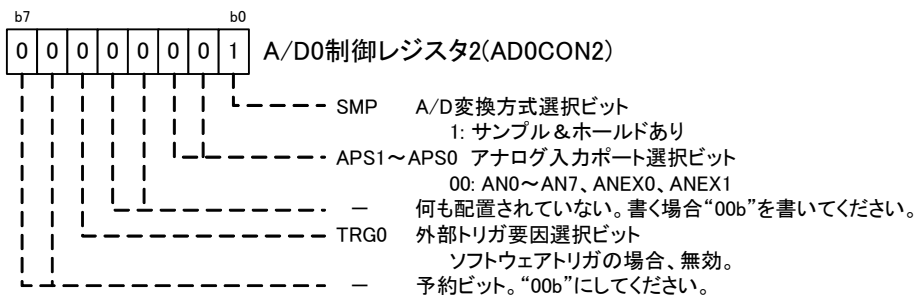 b7 b0
0 0 0 0 0 0 0 1 A/D0制御レジスタ2(AD0CON2)
SMP A/D変換方式選択ビット
1: サンプル＆ホールドあり
APS1～APS0 アナログ入力ポート選択ビット
00: AN0～AN7、ANEX0、ANEX1
－ 何も配置されていない。書く場合“00b”を書いてください。
TRG0 外部トリガ要因選択ビット
ソフトウェアトリガの場合、無効。
－ 予約ビット。“00b”にしてください。